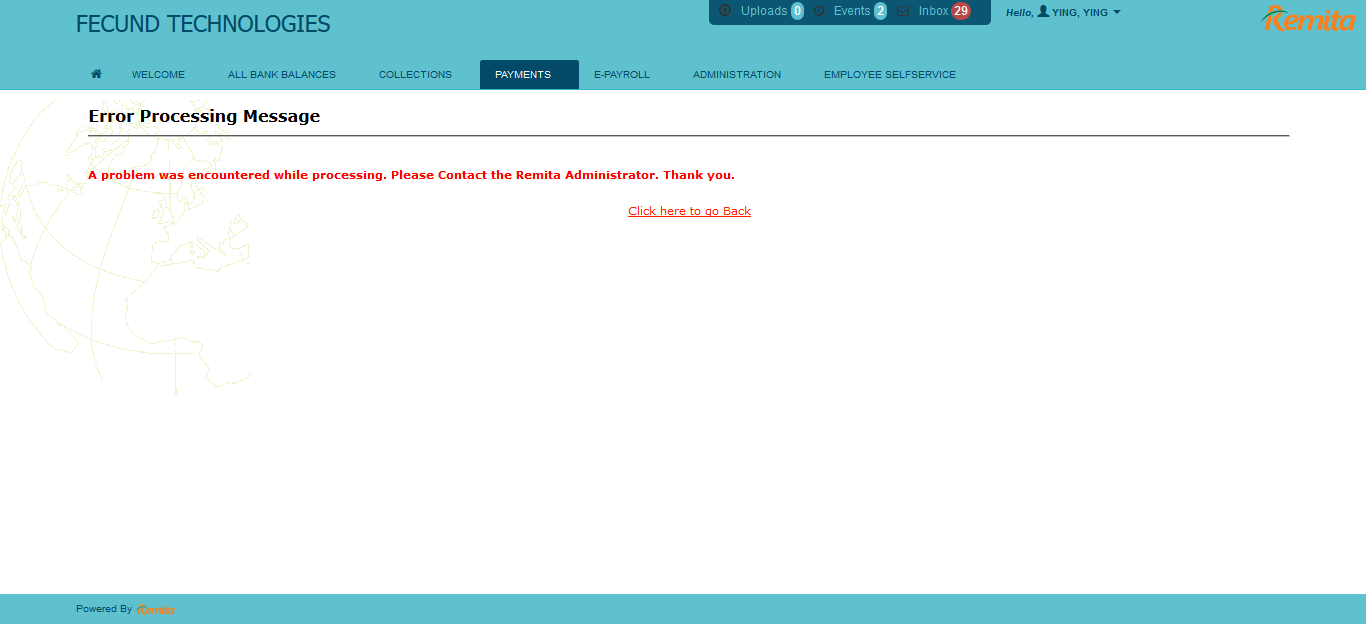 FECUND TECHNOLOGIES
Uploads 0 Events 2 Inbox 29
Hello, YING, YING
Remita
WELCOME ALL BANK BALANCES COLLECTIONS PAYMENTS E-PAYROLL ADMINISTRATION EMPLOYEE SELFSERVICE
Error Processing Message
A problem was encountered while processing. Please Contact the Remita Administrator. Thank you.
Click here to go Back
Powered By Remita